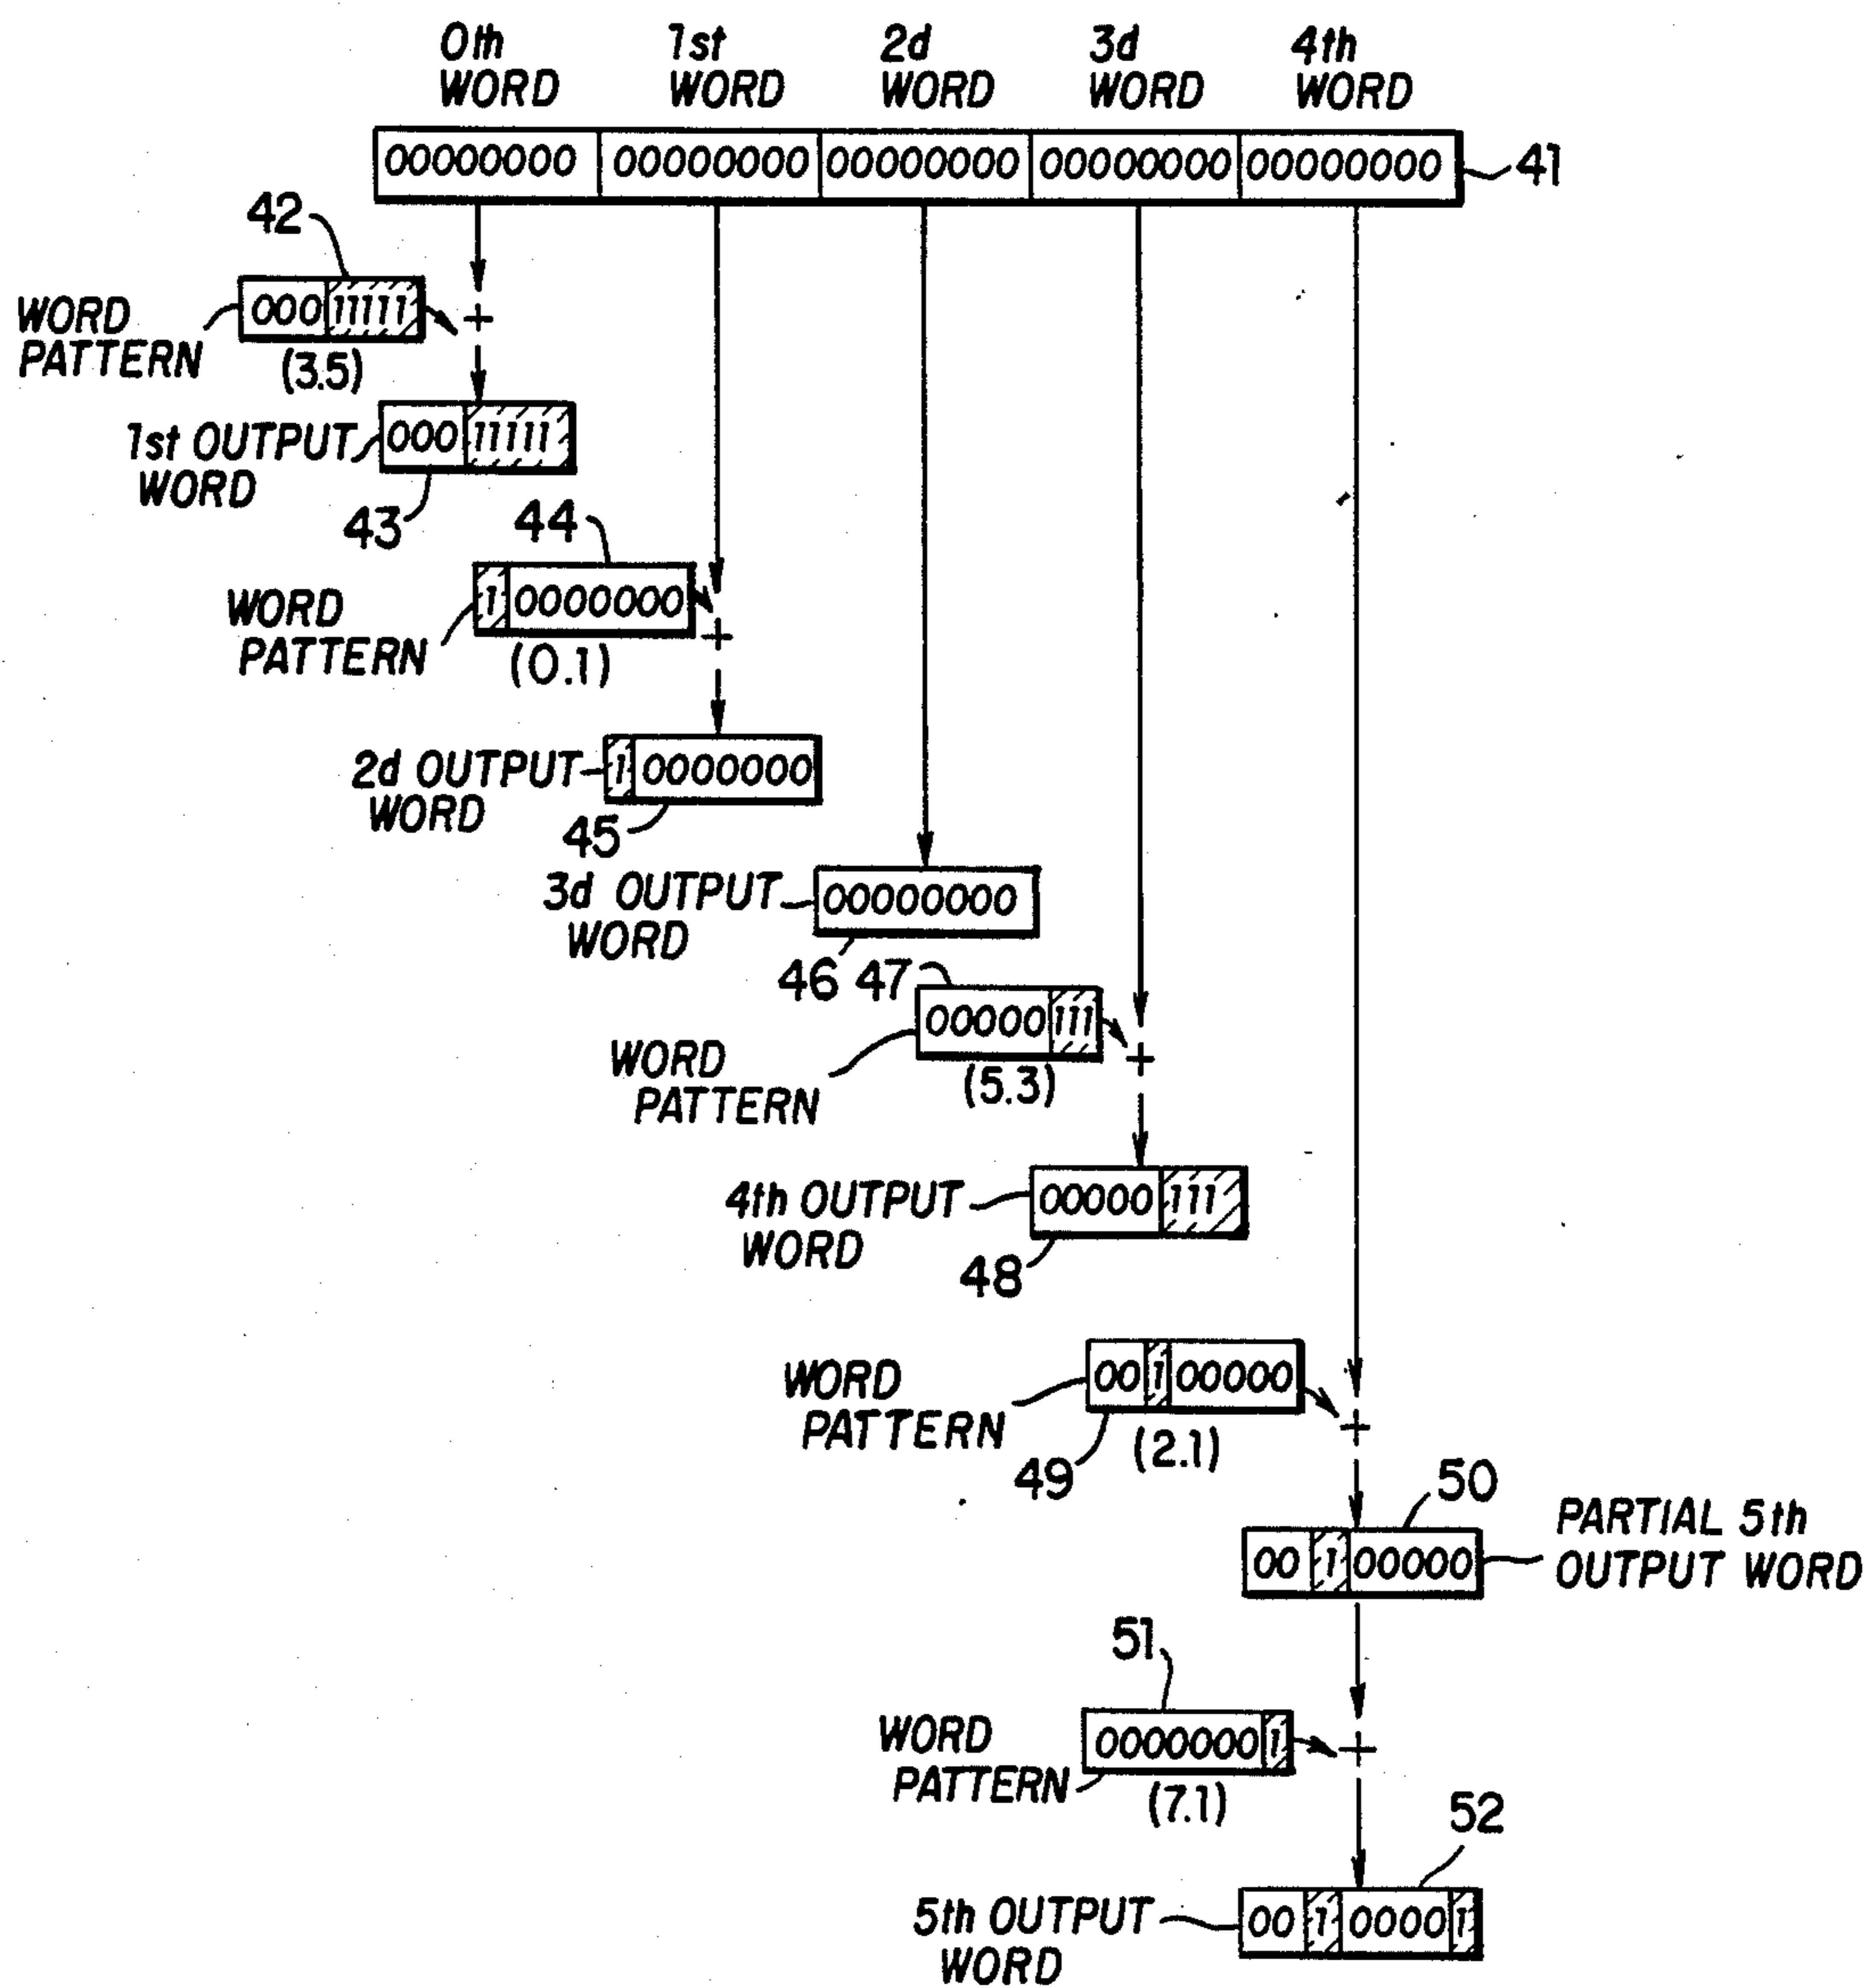 0th WORD
1st WORD
2d WORD
3d WORD
4th WORD
00000000 00000000 00000000 00000000 00000000
41
42
WORD PATTERN
000 11111
(3.5)
1st OUTPUT WORD
000 11111
43
44
WORD PATTERN
1 0000000
(0.1)
2d OUTPUT WORD
1 0000000
45
3d OUTPUT WORD
00000000
46
47
WORD PATTERN
00000 111
(5.3)
4th OUTPUT WORD
00000 111
48
WORD PATTERN
00 1 00000
49
(2.1)
50
00 1 00000
PARTIAL 5th OUTPUT WORD
51
WORD PATTERN
0000000 1
(7.1)
52
5th OUTPUT WORD
00 1 0000 1